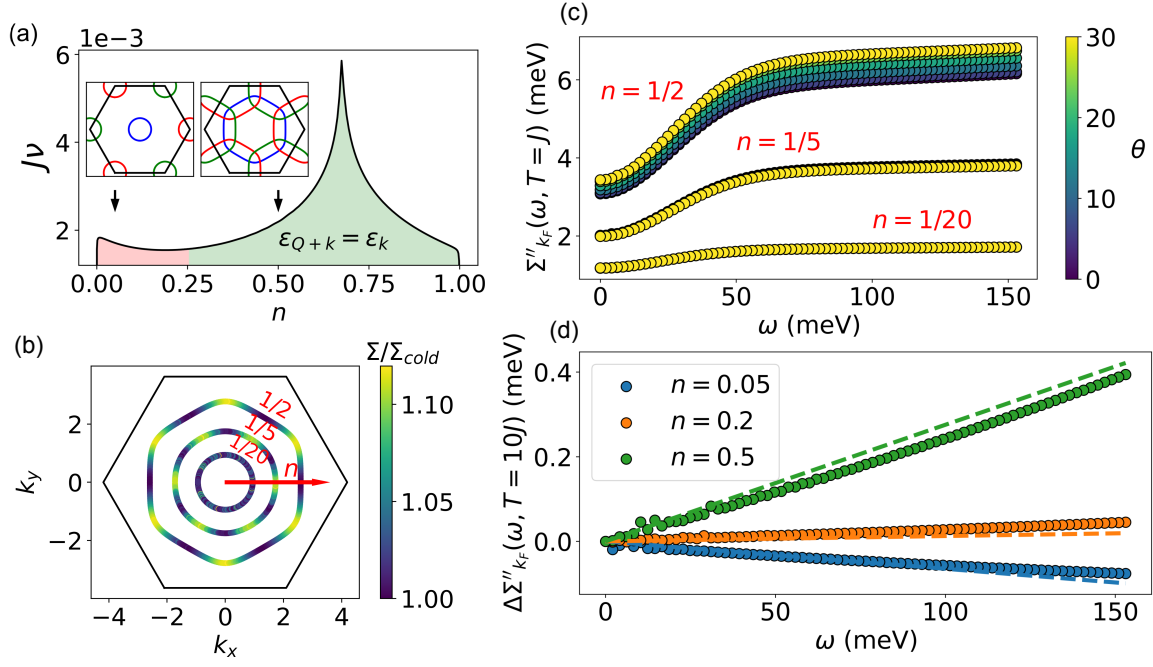 (a)
1e−3
6
4
2
Jν
ε_{Q+k} = ε_k
0.00 0.25 0.50 0.75 1.00
n
(b)
Σ/Σ_{cold}
1.10
1.05
1.00
2
0
−2
k_y
1/2
1/5
1/20
n
−4 −2 0 2 4
k_x
(c)
Σ''_{k_F}(ω, T = J) (meV)
6
4
2
n = 1/2
n = 1/5
n = 1/20
0 50 100 150
ω (meV)
30
20
10
0
θ
(d)
ΔΣ''_{k_F}(ω, T = 10J) (meV)
0.4
0.2
0.0
n = 0.05
n = 0.2
n = 0.5
0 50 100 150
ω (meV)